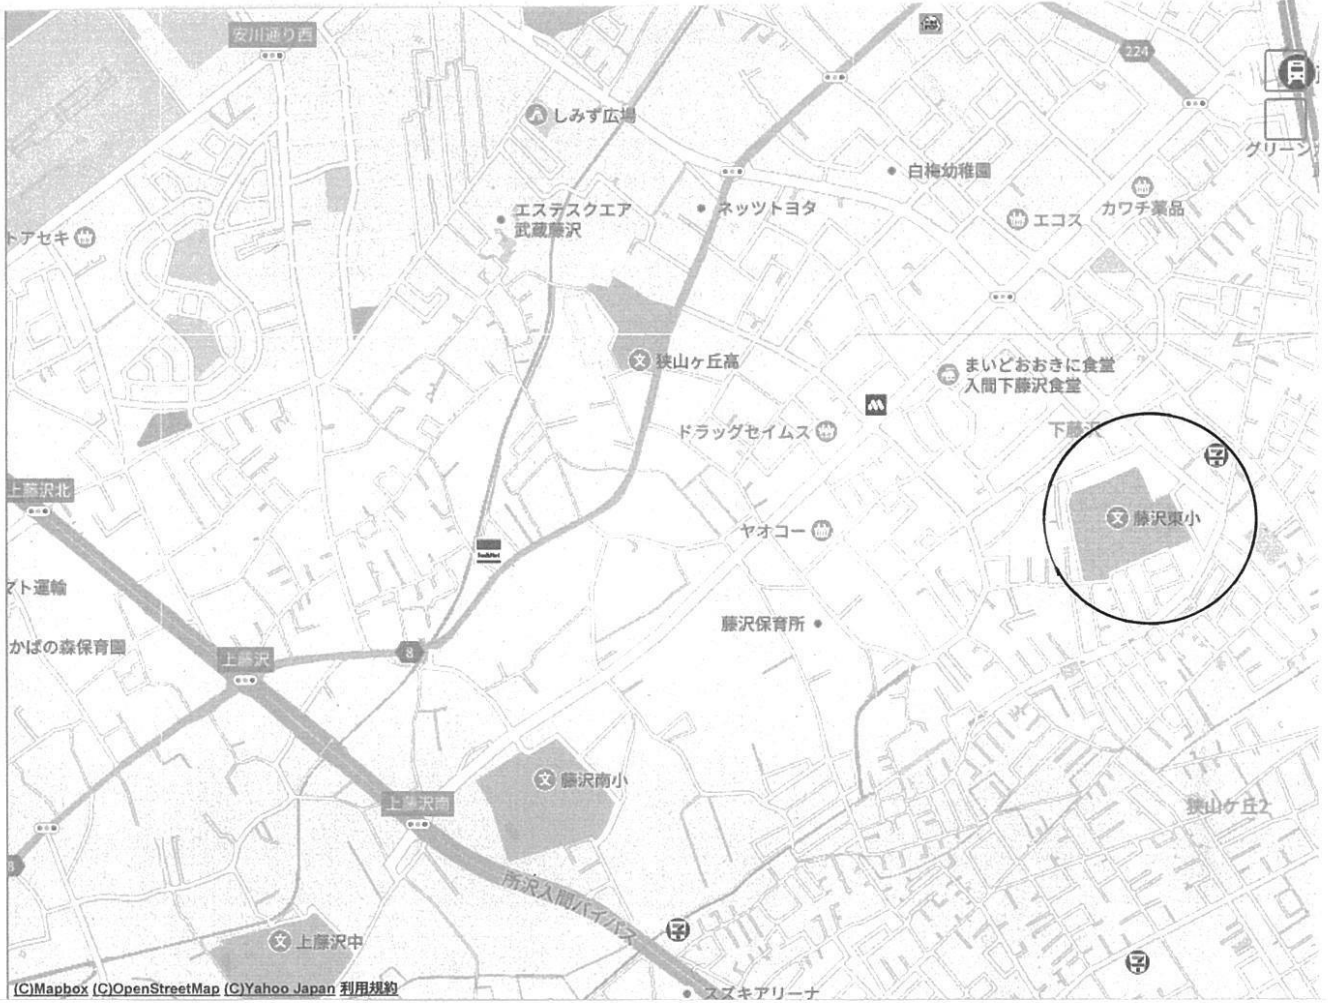 安川通り西
224
しみず広場
グリーン
白梅幼稚園
カワチ薬品
エステスクエア
武蔵藤沢
ネッツトヨタ
エコス
トアセキ
狭山ヶ丘高
まいどおおきに食堂
入間下藤沢食堂
ドラッグセイムス
下藤沢
上藤沢北
藤沢東小
ヤオコー
マト運輸
藤沢保育所
かばの森保育園
上藤沢
8
藤沢南小
上藤沢南
狭山ケ丘2
所沢入間バイパス
上藤沢中
(C)Mapbox (C)OpenStreetMap (C)Yahoo Japan 利用規約
スズキアリーナ